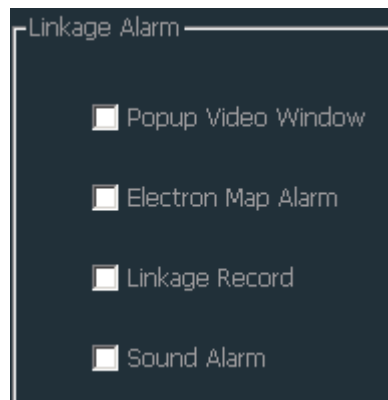 Linkage Alarm
Popup Video Window
Electron Map Alarm
Linkage Record
Sound Alarm